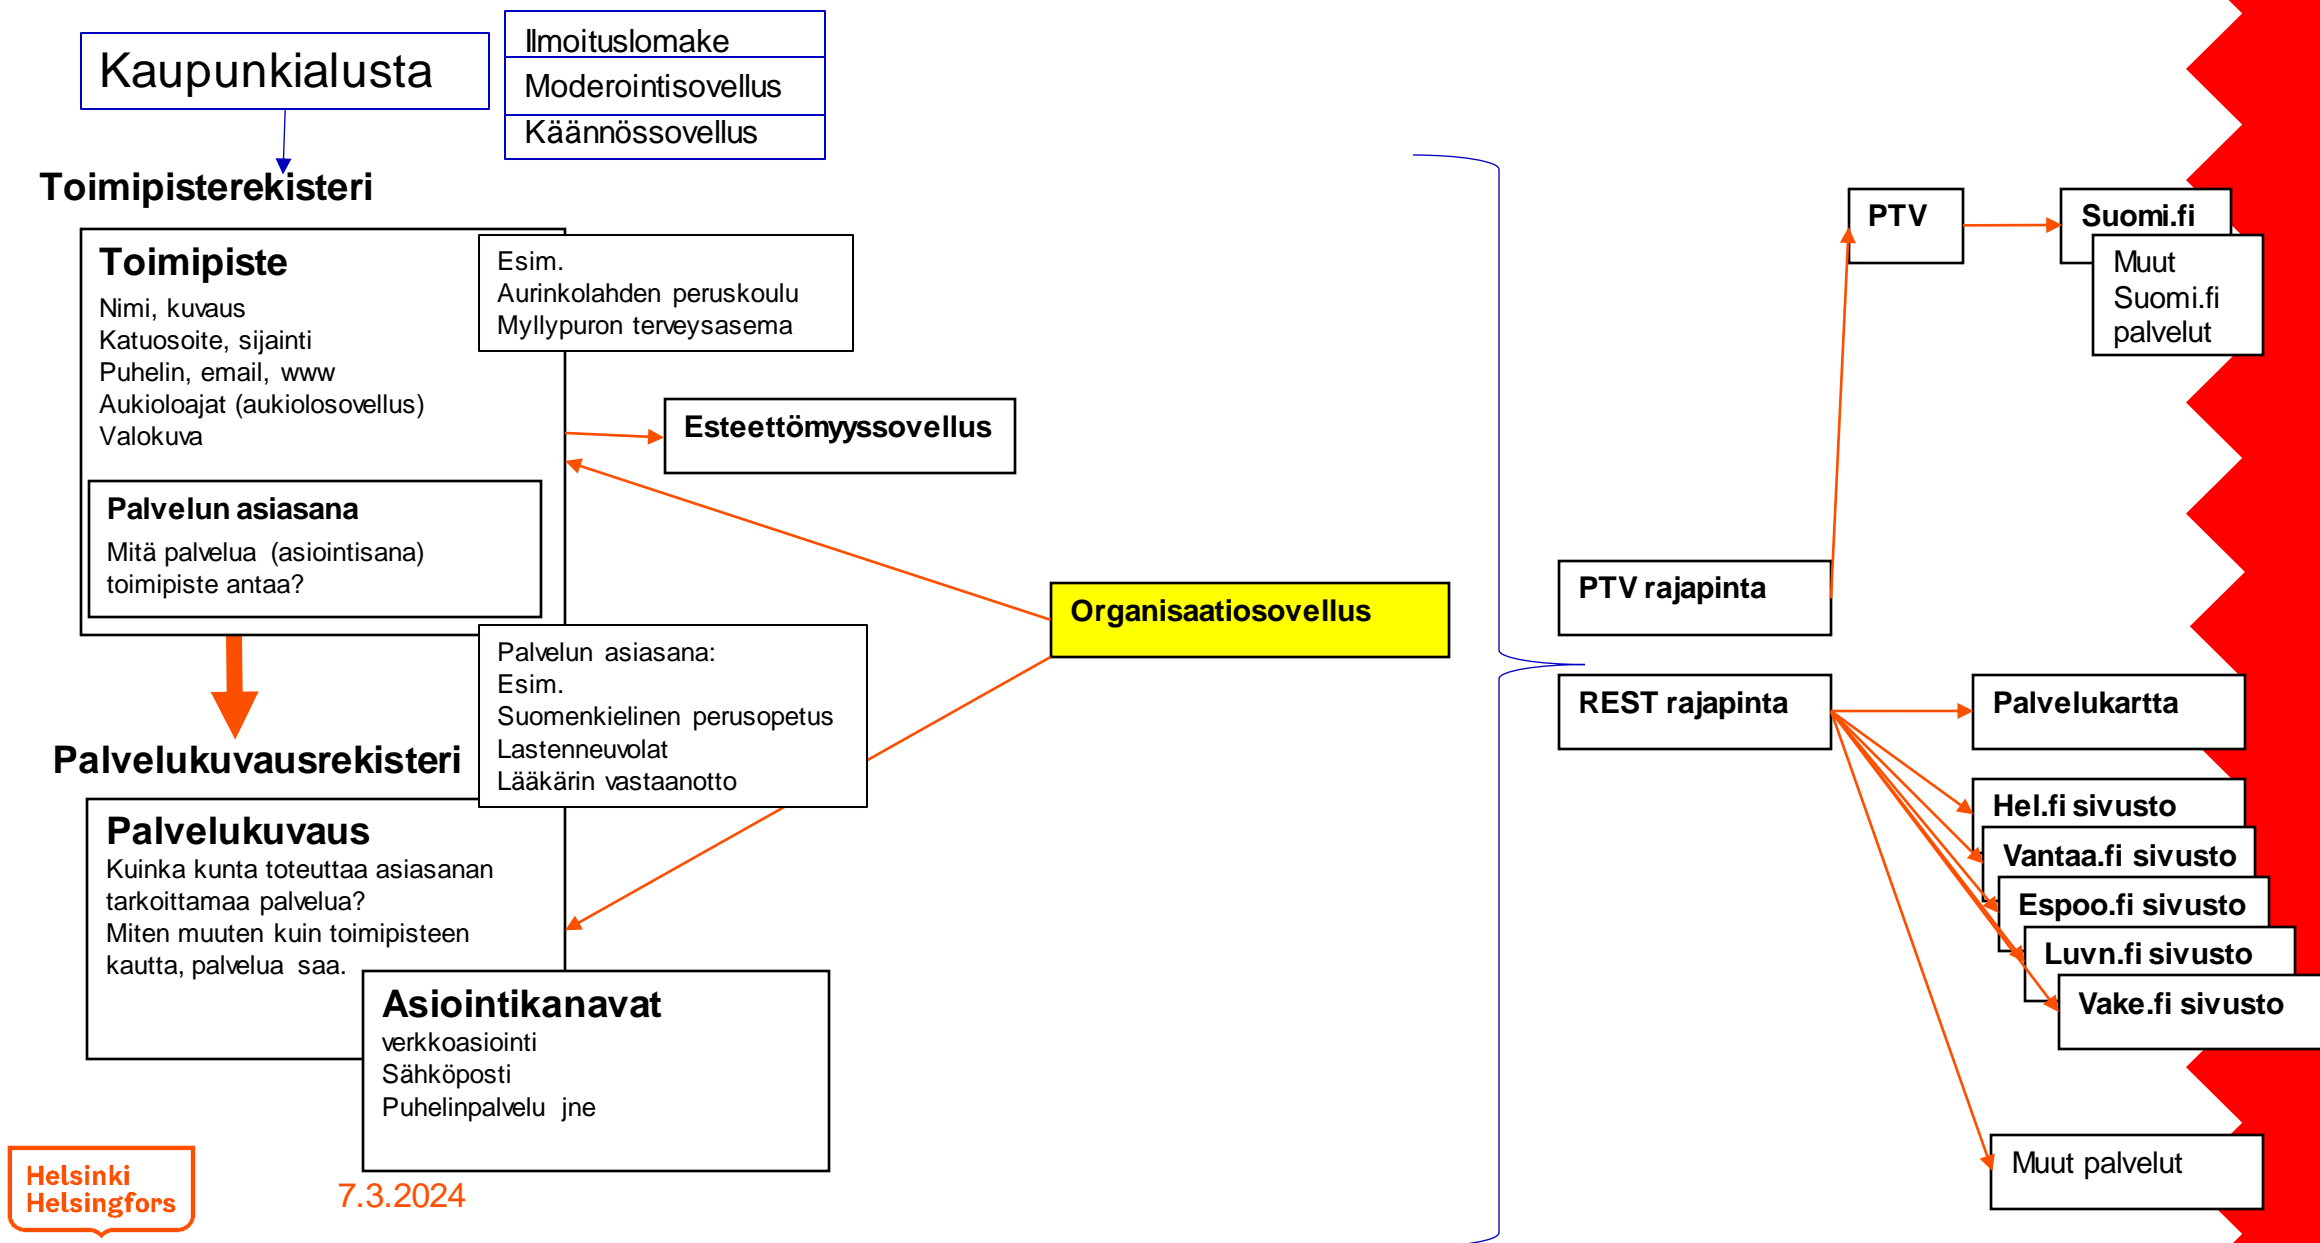 Kaupunkialusta
Ilmoituslomake
Moderointisovellus
Käännössovellus
Toimipisterekisteri
Toimipiste
Nimi, kuvaus
Katuosoite, sijainti
Puhelin, email, www
Aukioloajat (aukiolosovellus)
Valokuva
Esim.
Aurinkolahden peruskoulu
Myllypuron terveysasema
Esteettömyyssovellus
Palvelun asiasana
Mitä palvelua (asiointisana)
toimipiste antaa?
Organisaatiosovellus
Palvelun asiasana:
Esim.
Suomenkielinen perusopetus
Lastenneuvolat
Lääkärin vastaanotto
Palvelukuvausrekisteri
Palvelukuvaus
Kuinka kunta toteuttaa asiasanan
tarkoittamaa palvelua?
Miten muuten kuin toimipisteen
kautta, palvelua saa.
Asiointikanavat
verkkoasiointi
Sähköposti
Puhelinpalvelu jne
PTV
Suomi.fi
Muut
Suomi.fi
palvelut
PTV rajapinta
REST rajapinta
Palvelukartta
Hel.fi sivusto
Vantaa.fi sivusto
Espoo.fi sivusto
Luvn.fi sivusto
Vake.fi sivusto
Muut palvelut
Helsinki
Helsingfors
7.3.2024